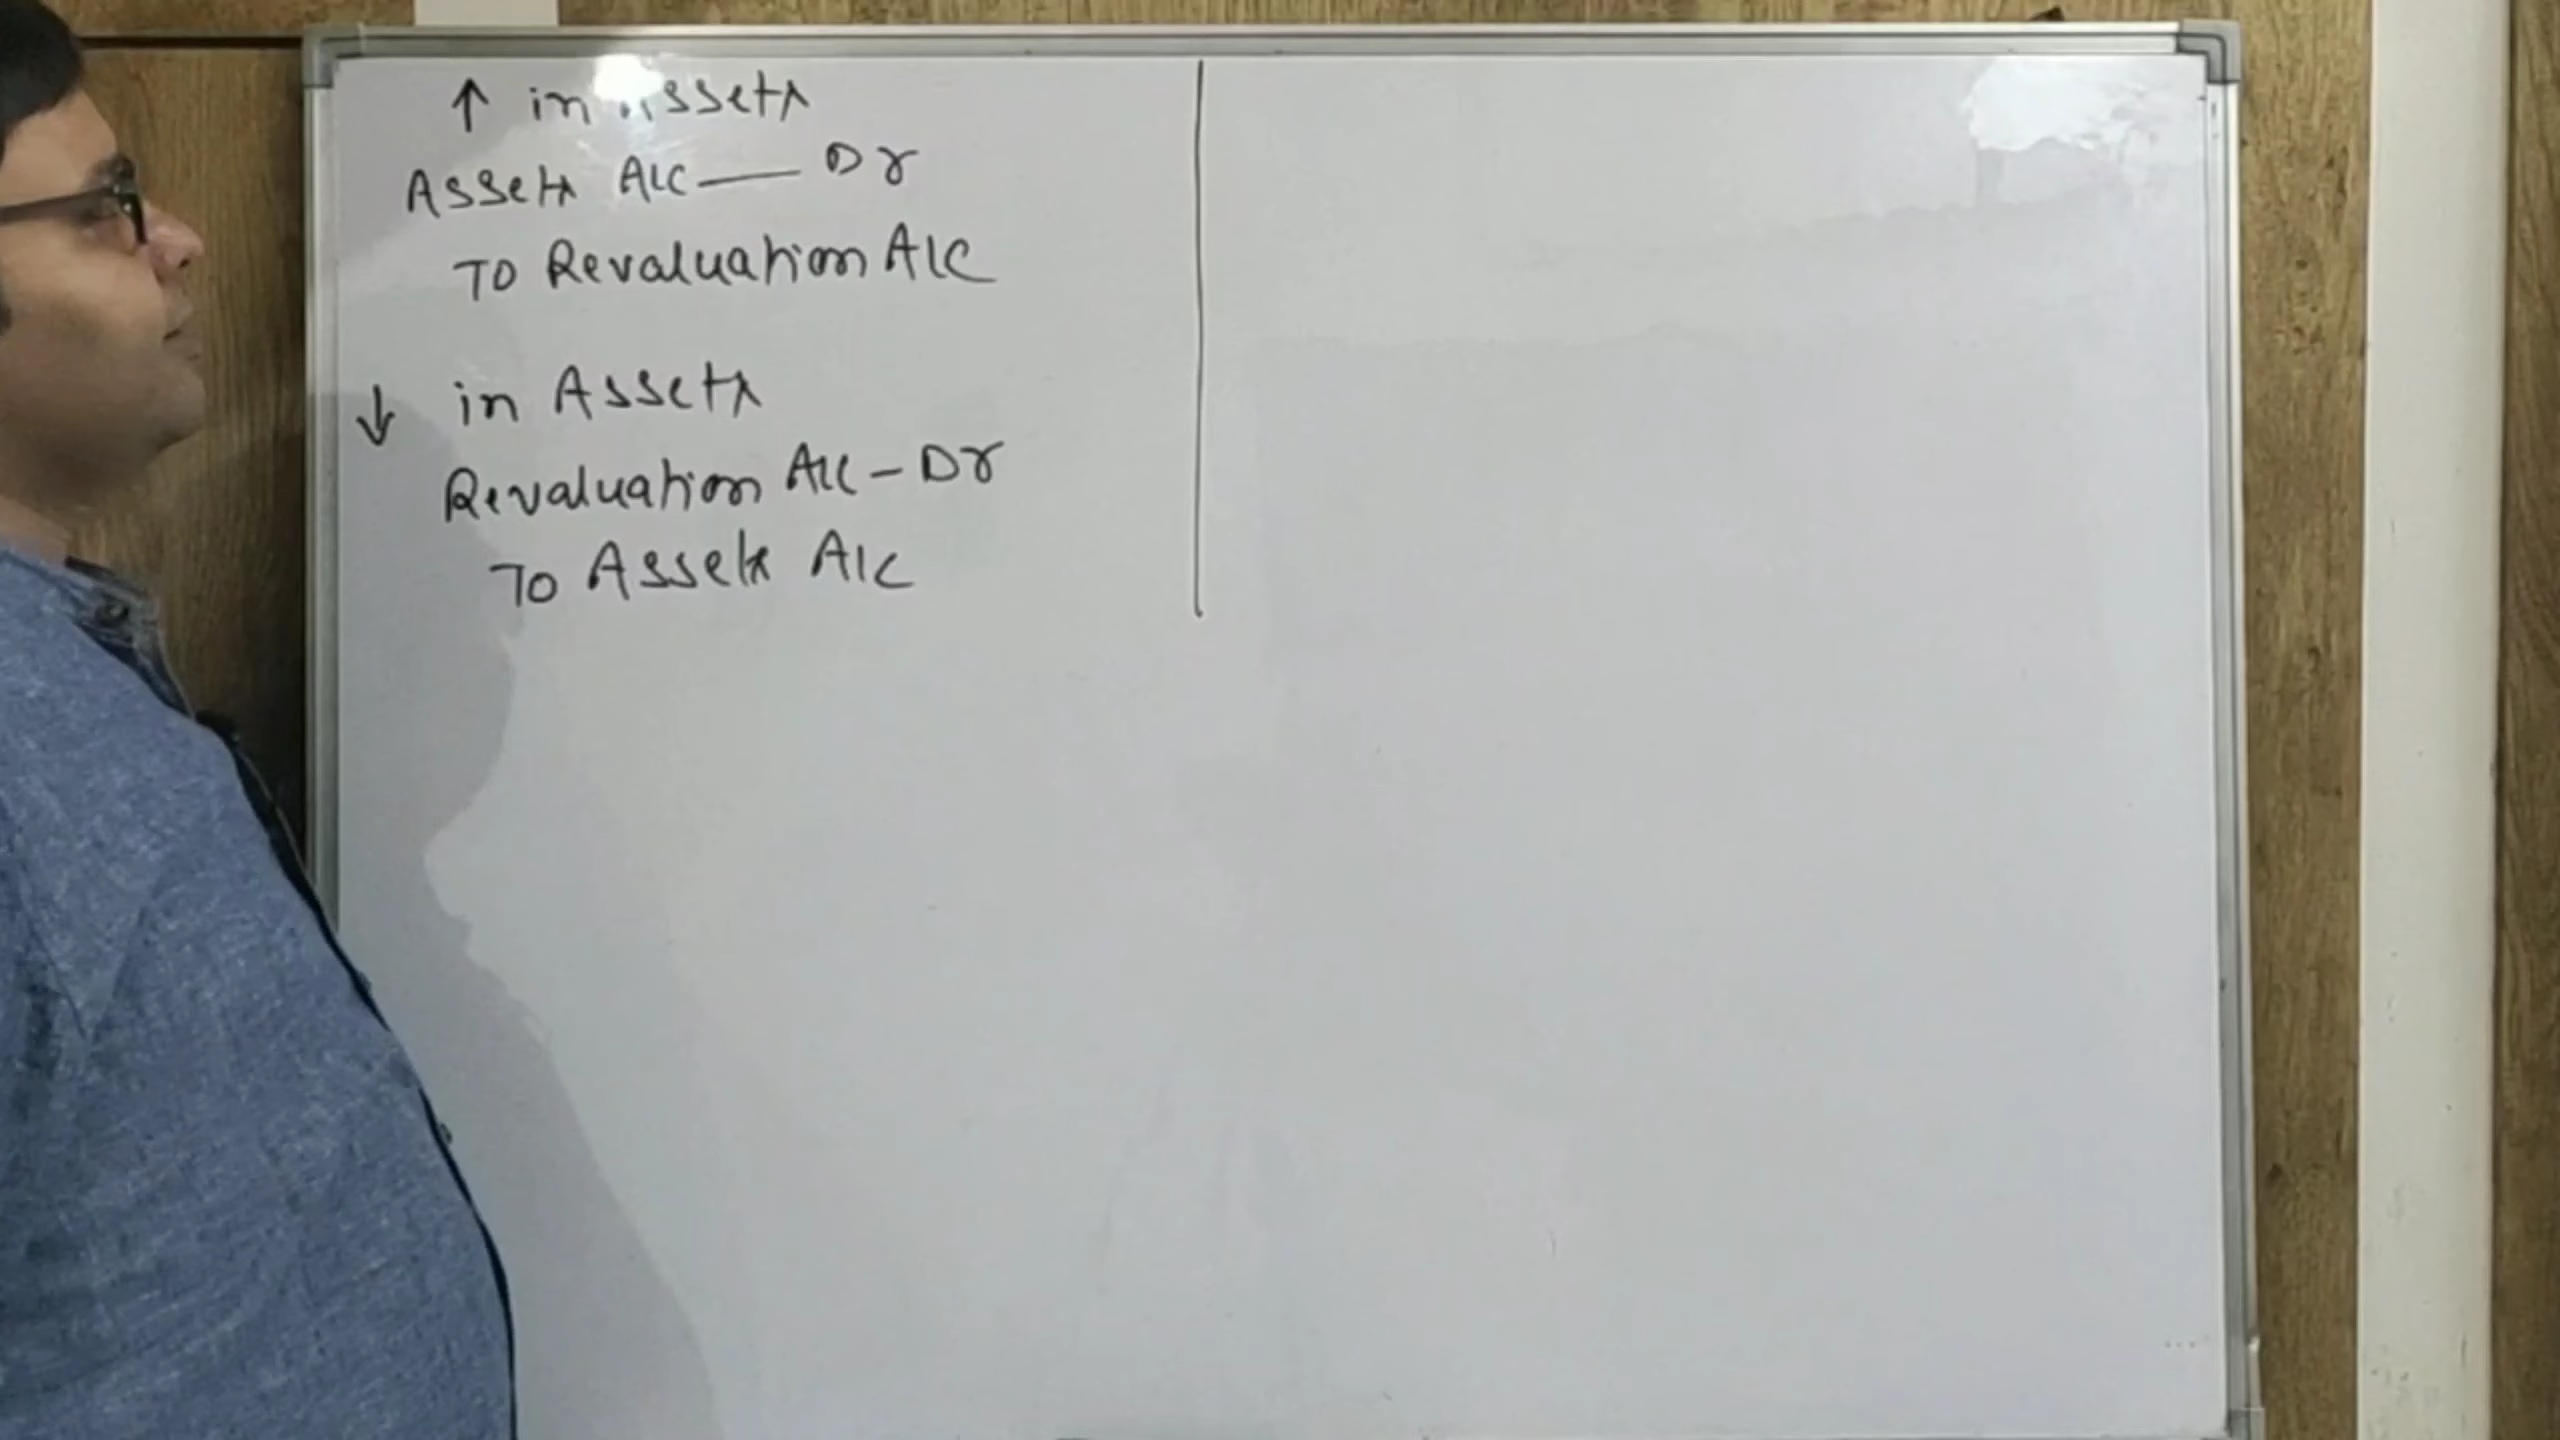 ↑ in Assets
Assets A/c — Dr
To Revaluation A/c
↓ in Assets
Revaluation A/c - Dr
To Assets A/c